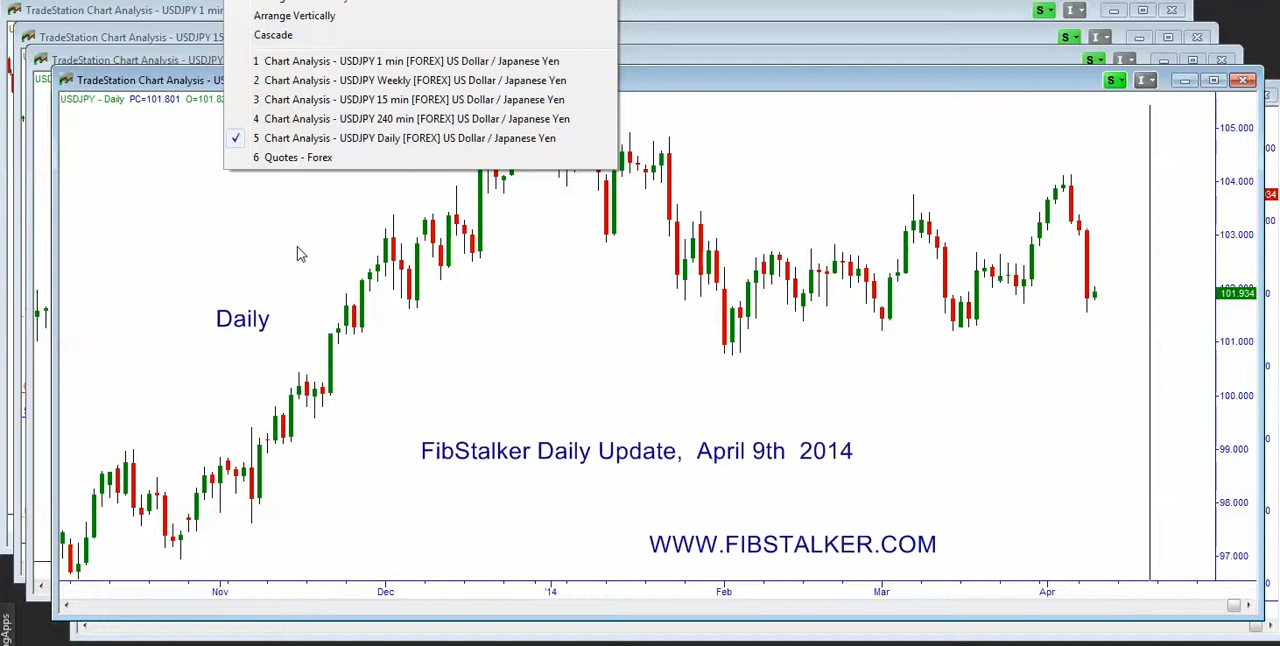 TradeStation Chart Analysis - USDJPY 1 min
Arrange Vertically
Cascade
TradeStation Chart Analysis - USDJPY 15
TradeStation Chart Analysis - USDJPY
TradeStation Chart Analysis - US
1 Chart Analysis - USDJPY 1 min [FOREX] US Dollar / Japanese Yen
2 Chart Analysis - USDJPY Weekly [FOREX] US Dollar / Japanese Yen
3 Chart Analysis - USDJPY 15 min [FOREX] US Dollar / Japanese Yen
4 Chart Analysis - USDJPY 240 min [FOREX] US Dollar / Japanese Yen
5 Chart Analysis - USDJPY Daily [FOREX] US Dollar / Japanese Yen
6 Quotes - Forex
S I
S I
S I
S I
USDJPY - Daily PC=101.801
105.000
104.000
103.000
101.934
101.000
100.000
99.000
98.000
97.000
Daily
FibStalker Daily Update, April 9th 2014
WWW.FIBSTALKER.COM
Nov Dec '14 Feb Mar Apr